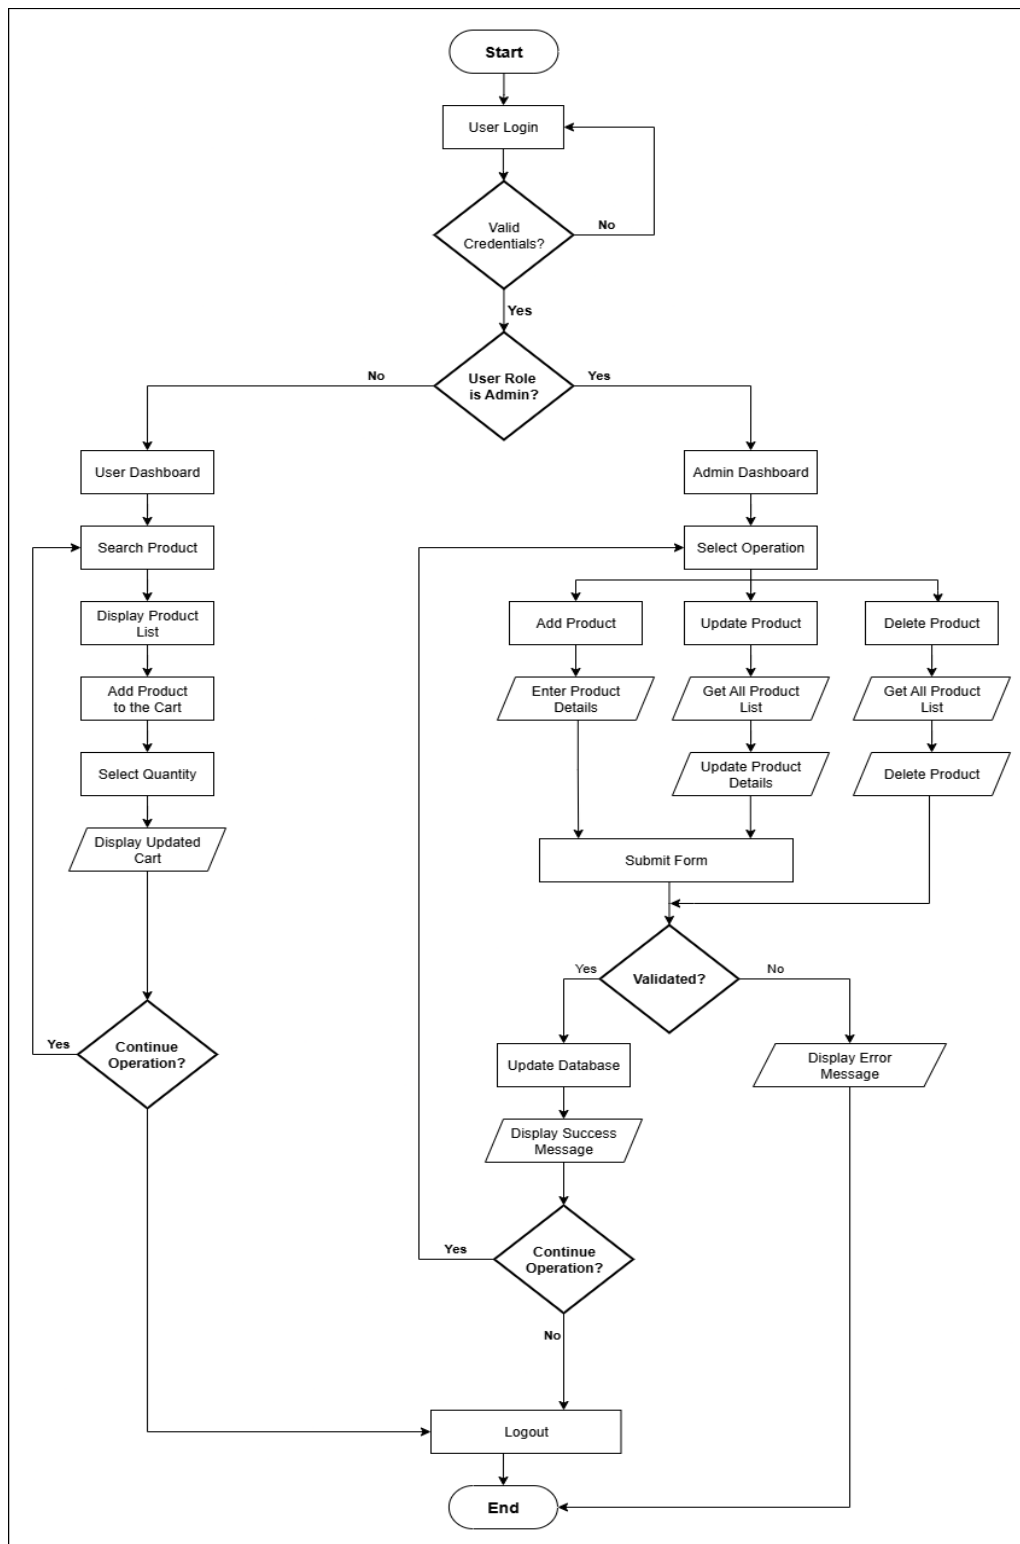 Start
User Login
Valid
Credentials?
No
Yes
User Role
is Admin?
No
Yes
User Dashboard
Admin Dashboard
Search Product
Select Operation
Display Product
List
Add Product
Update Product
Delete Product
Add Product
to the Cart
Enter Product
Details
Get All Product
List
Get All Product
List
Select Quantity
Update Product
Details
Delete Product
Display Updated
Cart
Submit Form
Validated?
Yes
No
Continue
Operation?
Yes
Update Database
Display Error
Message
Display Success
Message
Continue
Operation?
Yes
No
Logout
End